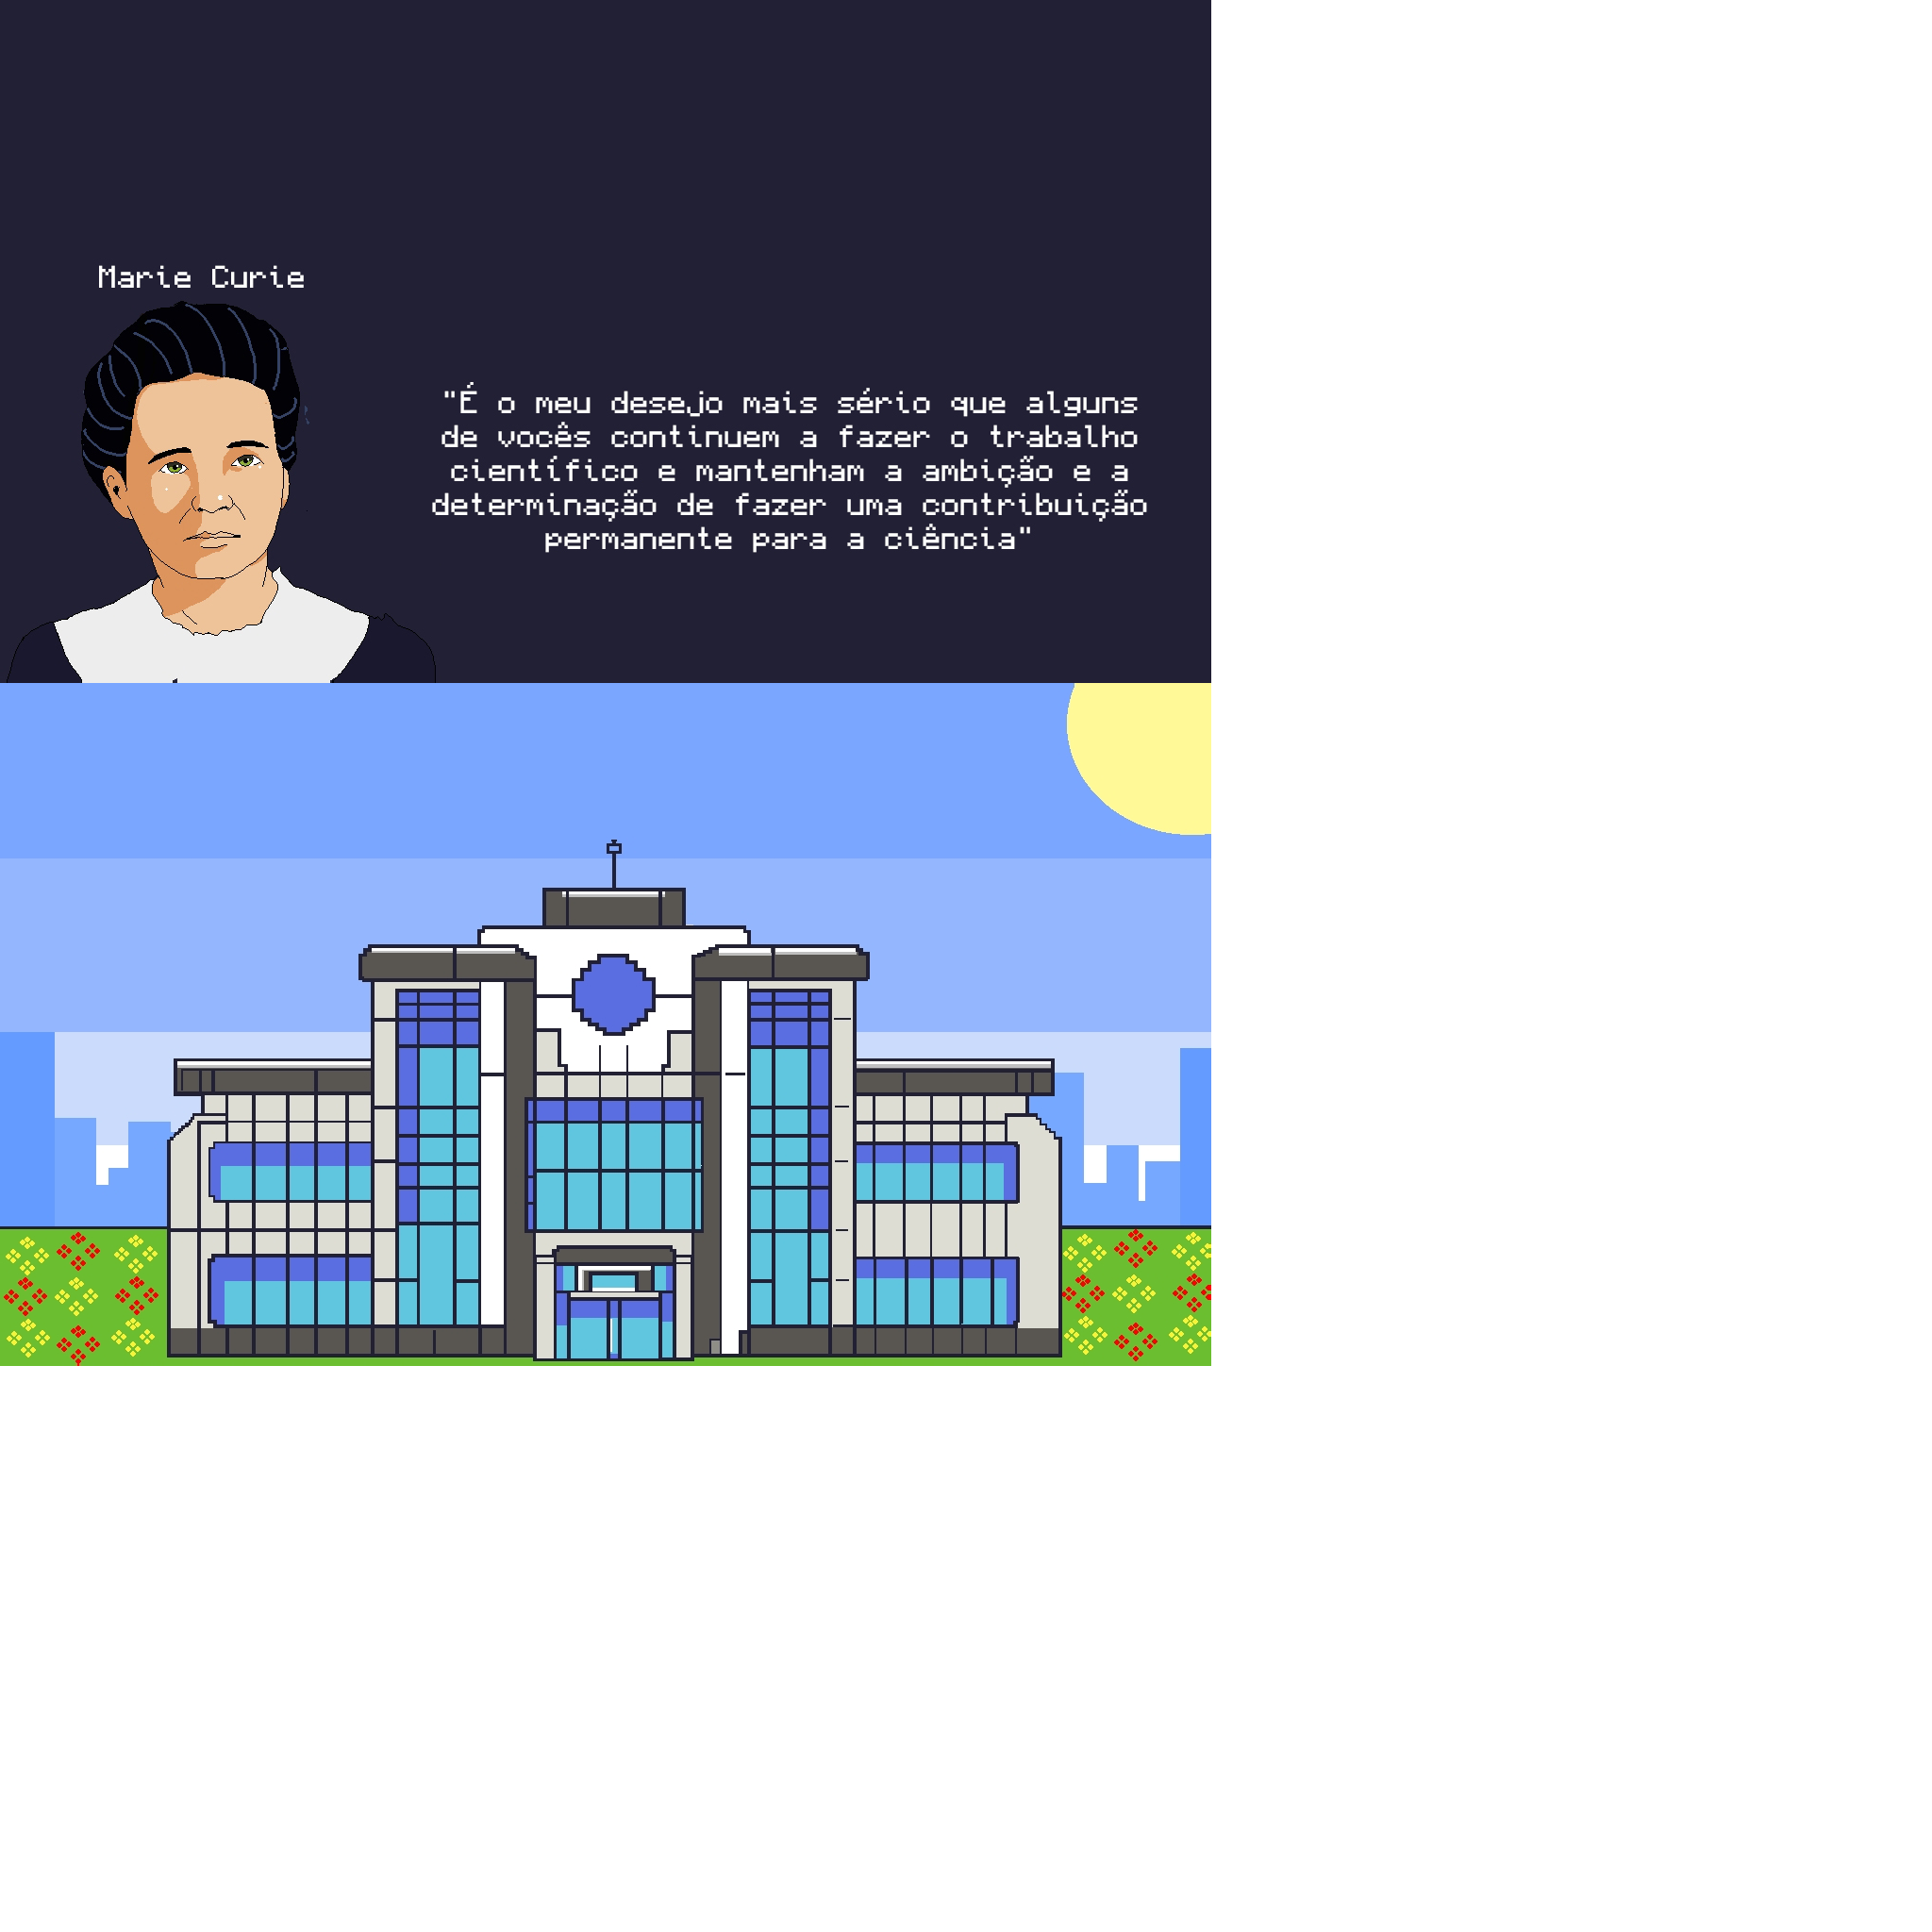 Marie Curie
"É o meu desejo mais sério que alguns
de vocês continuem a fazer o trabalho
científico e mantenham a ambição e a
determinação de fazer uma contribuição
permanente para a ciência"